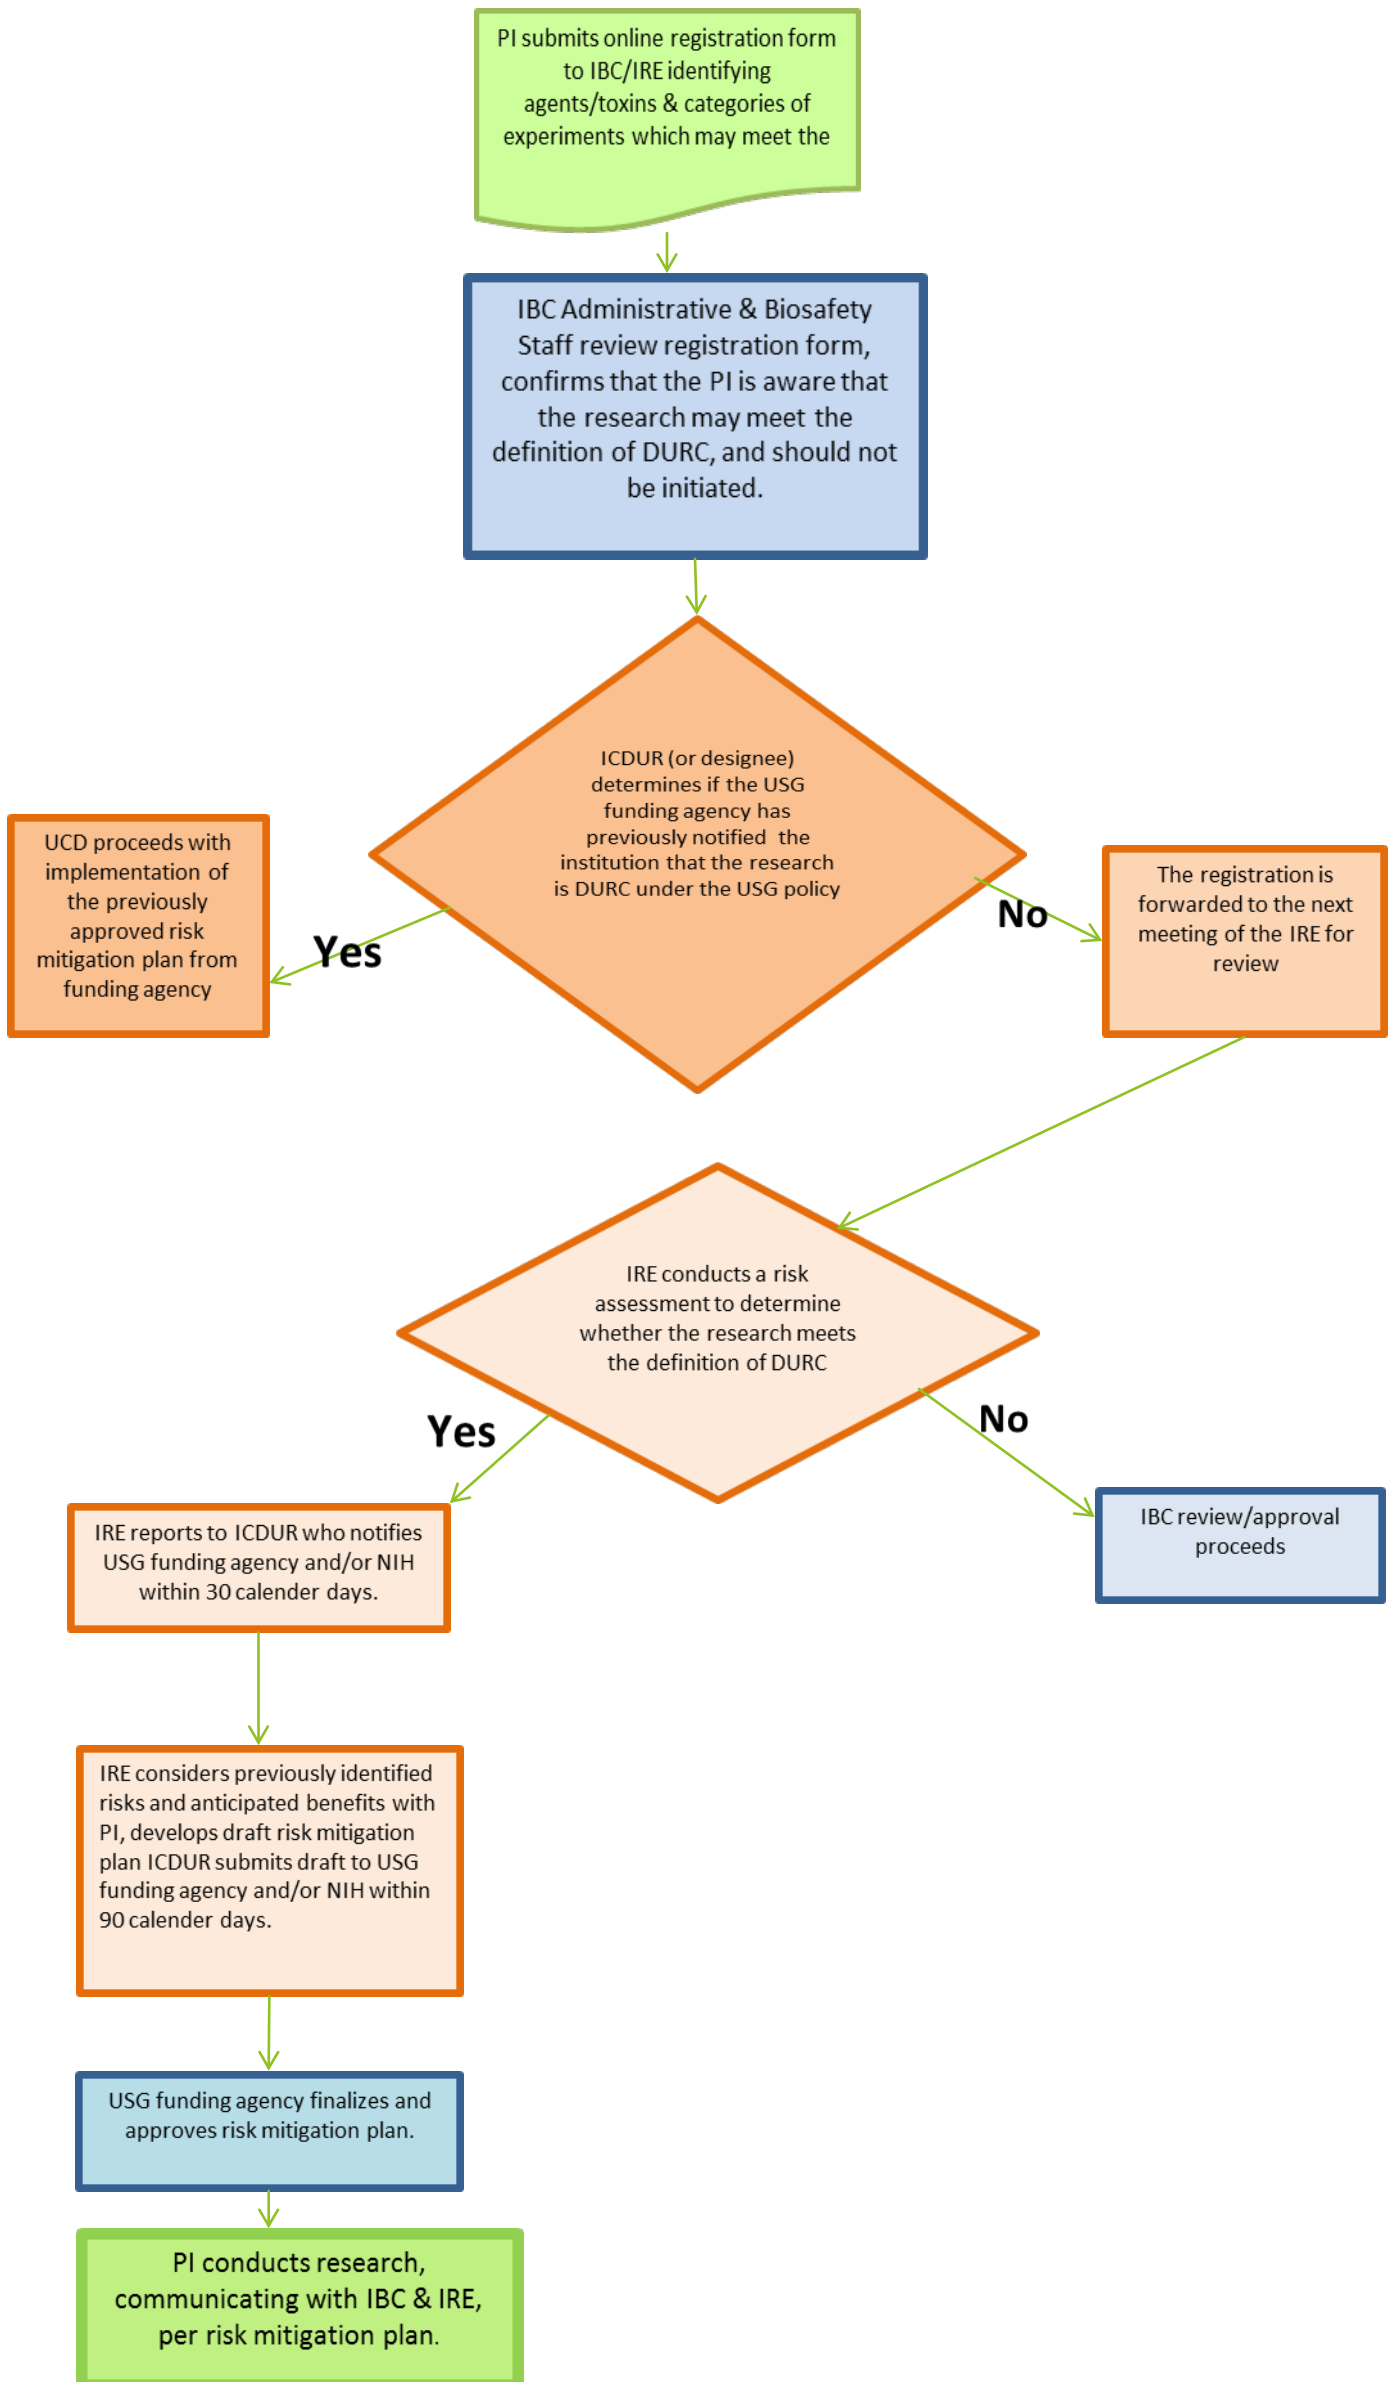 PI submits online registration form
to IBC/IRE identifying
agents/toxins & categories of
experiments which may meet the
IBC Administrative & Biosafety
Staff review registration form,
confirms that the PI is aware that
the research may meet the
definition of DURC, and should not
be initiated.
ICDUR (or designee)
determines if the USG
funding agency has
previously notified the
institution that the research
is DURC under the USG policy
Yes
No
UCD proceeds with
implementation of
the previously
approved risk
mitigation plan from
funding agency
The registration is
forwarded to the next
meeting of the IRE for
review
IRE conducts a risk
assessment to determine
whether the research meets
the definition of DURC
Yes
No
IRE reports to ICDUR who notifies
USG funding agency and/or NIH
within 30 calender days.
IBC review/approval
proceeds
IRE considers previously identified
risks and anticipated benefits with
PI, develops draft risk mitigation
plan ICDUR submits draft to USG
funding agency and/or NIH within
90 calender days.
USG funding agency finalizes and
approves risk mitigation plan.
PI conducts research,
communicating with IBC & IRE,
per risk mitigation plan.